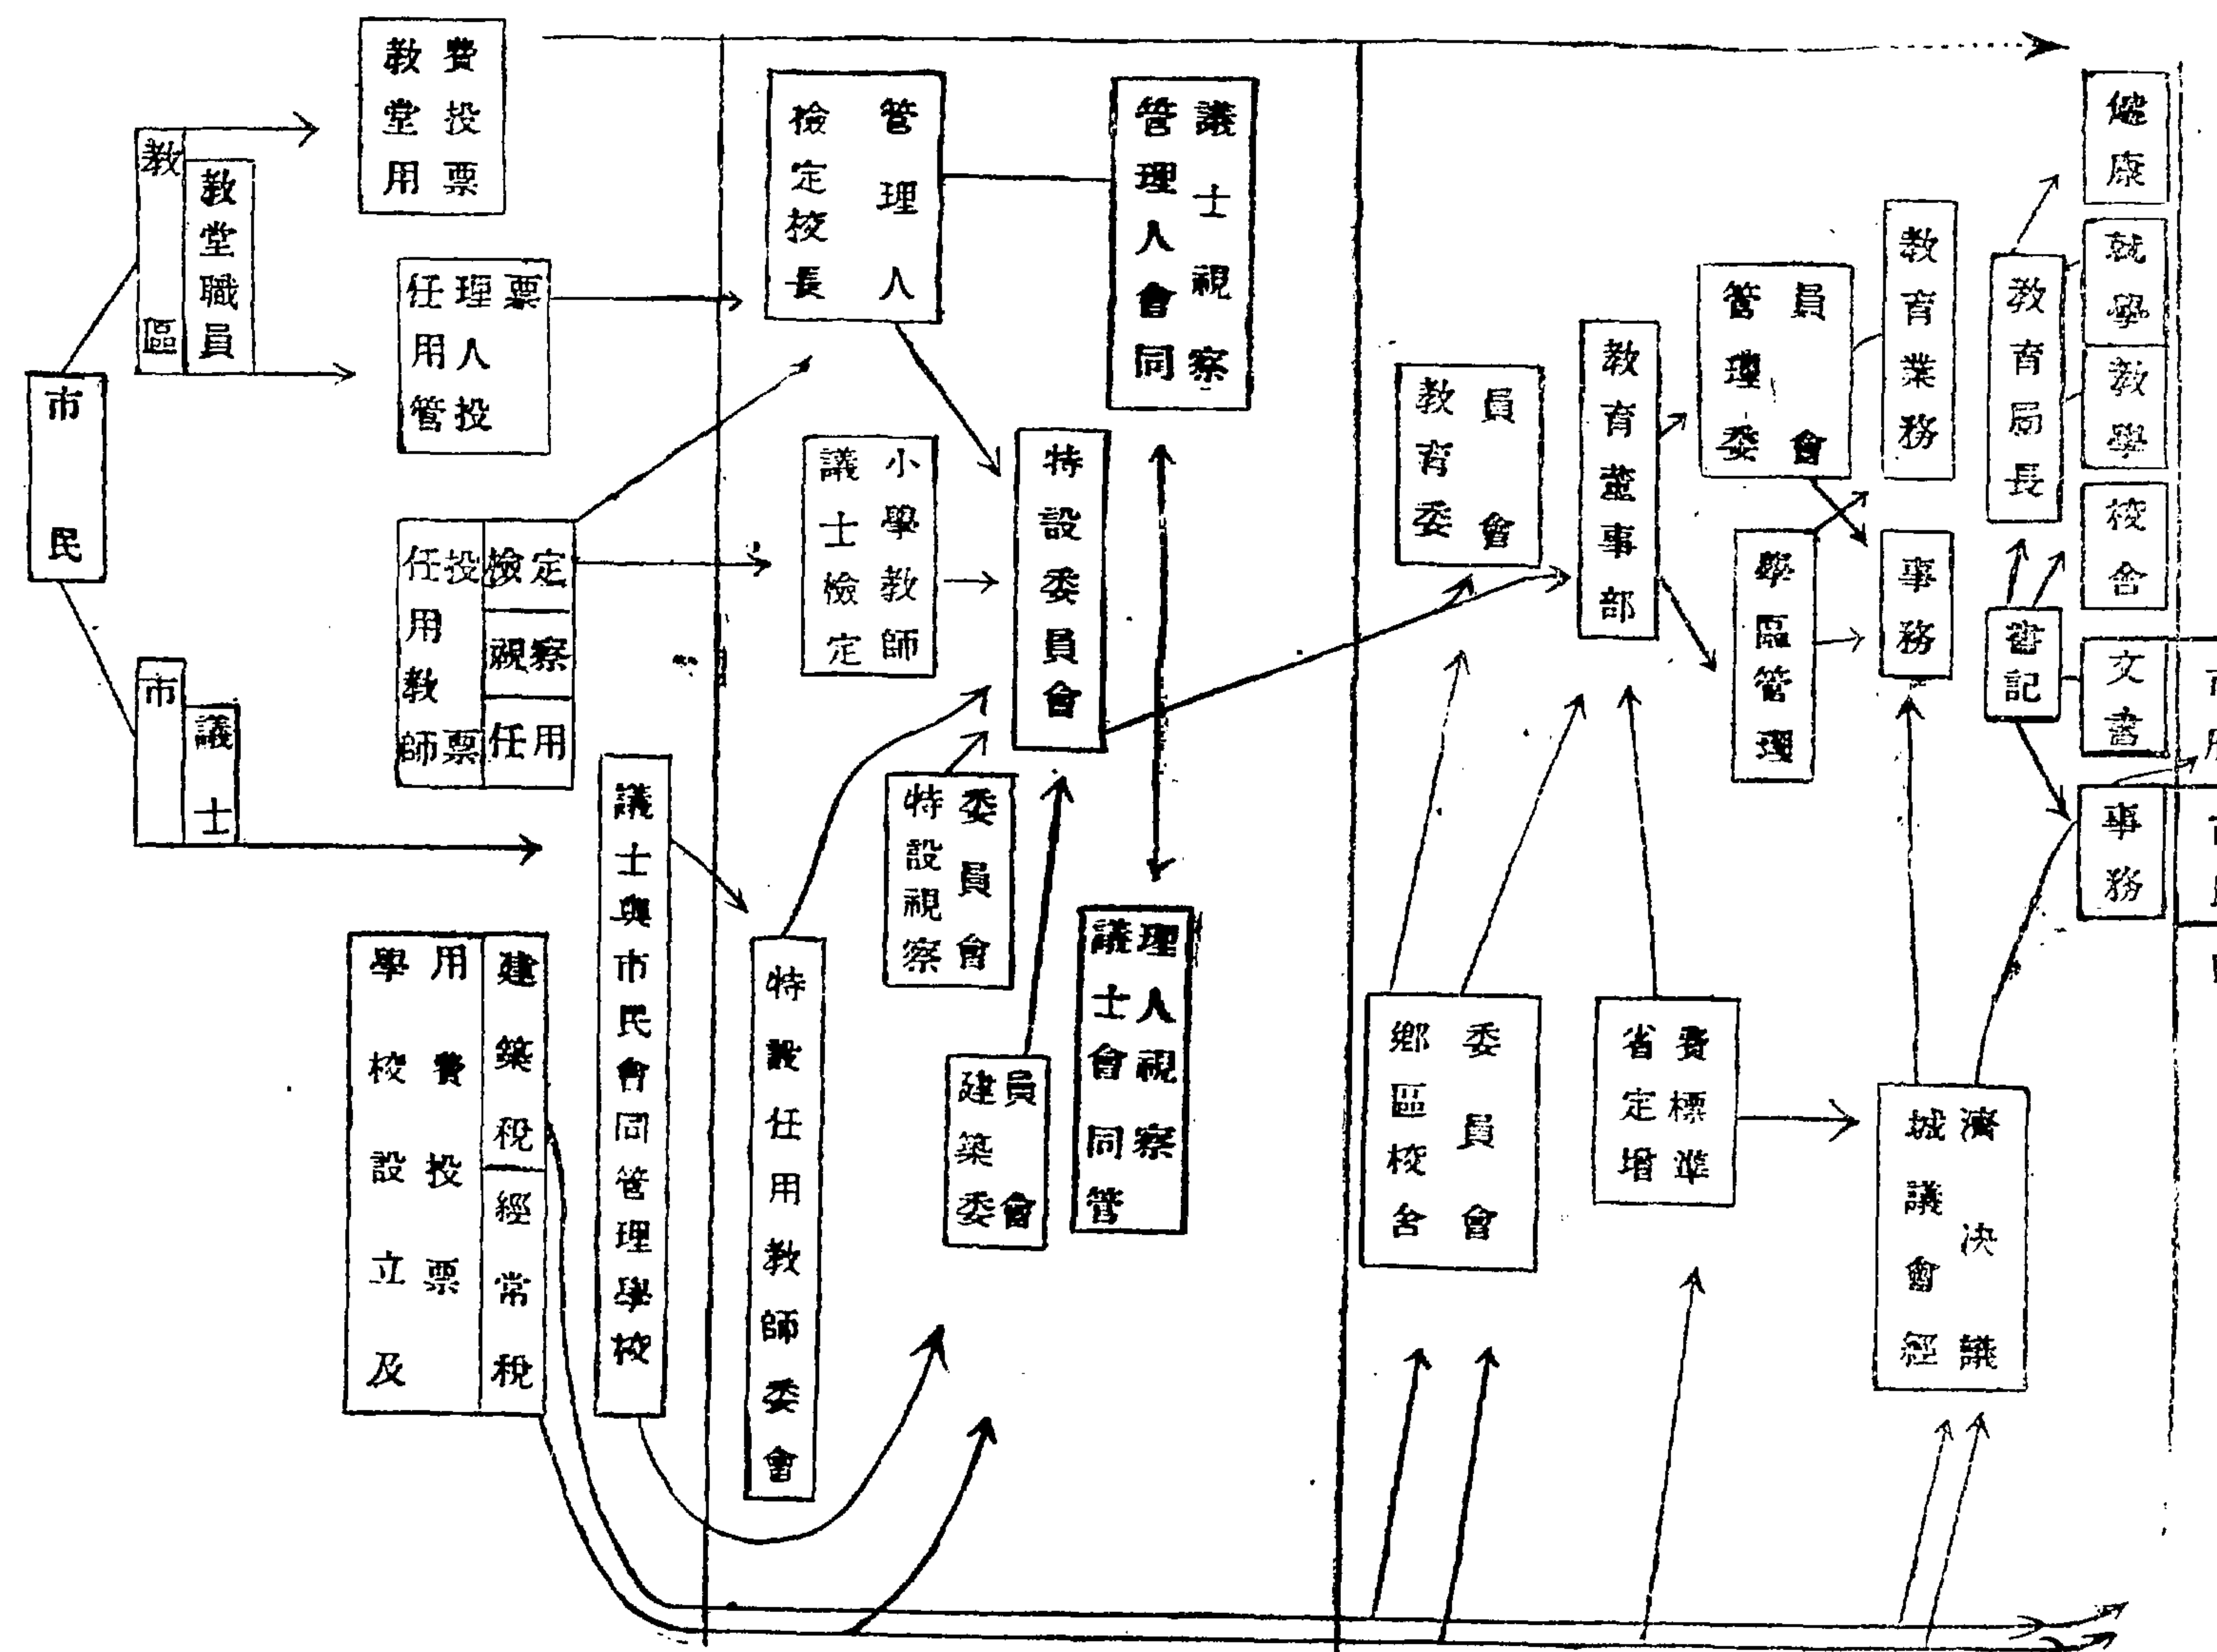 市民
教區
教堂職員
市
議士
教堂用
費投票
任用管
理人投
票
任用教師
投票
檢定
視察
任用
學校設立及
用費投票
建築稅
經常稅
議士與市民會同管理學校
檢定校長
管理人
管理人會同
議士視察
議士檢定
小學教師
特設委員會
特設視察
委員會
特設任用教師委會
建築委
員會
議士會同管
理人視察
教育委
員會
教育董事部
管理委
員會
學區管理
教育業務
事務
教育局長
書記
健康
就學
教學
校舍
文書
事務
鄉區校舍
委員會
省定增
費標準
城議會經
濟決議